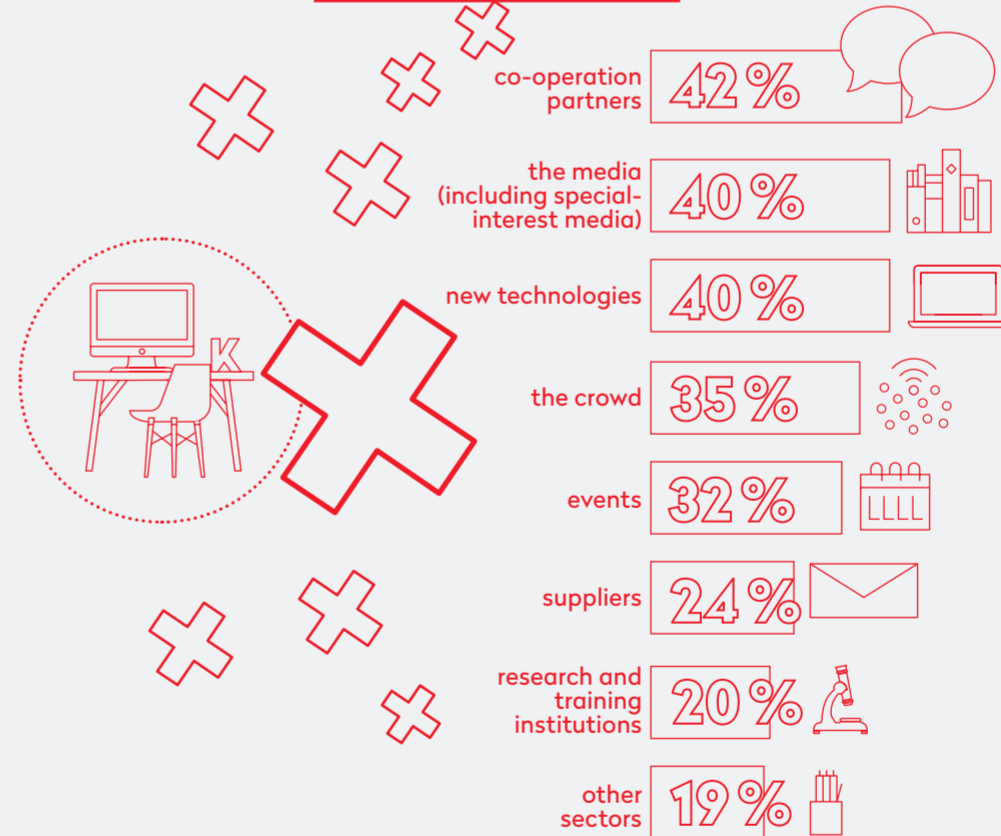 co-operation
partners
42%
the media
(including special-
interest media)
40%
new technologies
40%
the crowd
35%
events
32%
suppliers
24%
research and
training
institutions
20%
other
sectors
19%
K